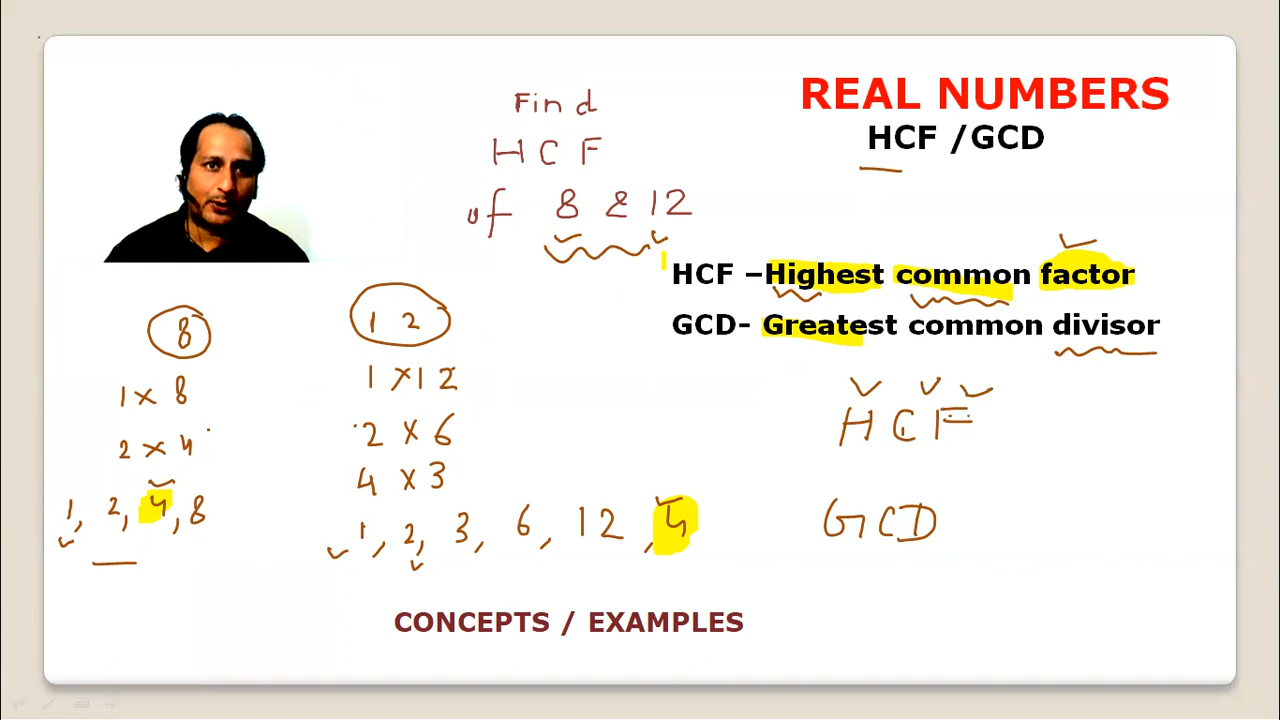 REAL NUMBERS
HCF /GCD
Find
HCF
of 8 & 12
HCF –Highest common factor
GCD- Greatest common divisor
8
1 × 8
2 × 4
1, 2, 4, 8
12
1 × 12
2 × 6
4 × 3
1, 2, 3, 6, 12, 4
HCF
GCD
CONCEPTS / EXAMPLES